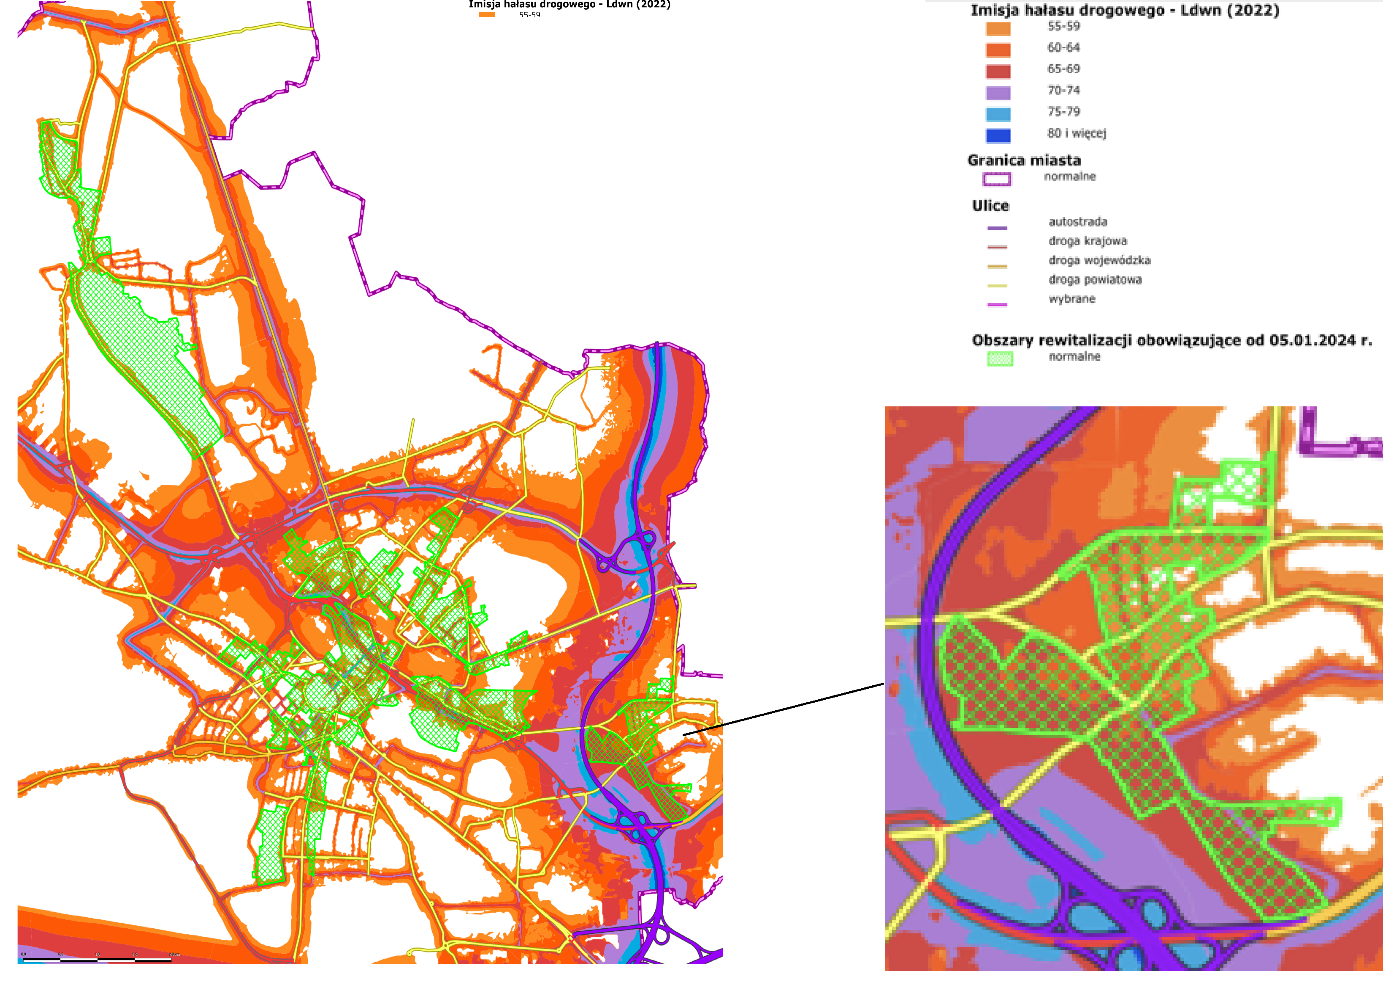 Imisja hałasu drogowego - Ldwn (2022)
55-59
Imisja hałasu drogowego - Ldwn (2022)
55-59
60-64
65-69
70-74
75-79
80 i więcej
Granica miasta
normalne
Ulice
autostrada
droga krajowa
droga wojewódzka
droga powiatowa
wybrane
Obszary rewitalizacji obowiązujące od 05.01.2024 r.
normalne